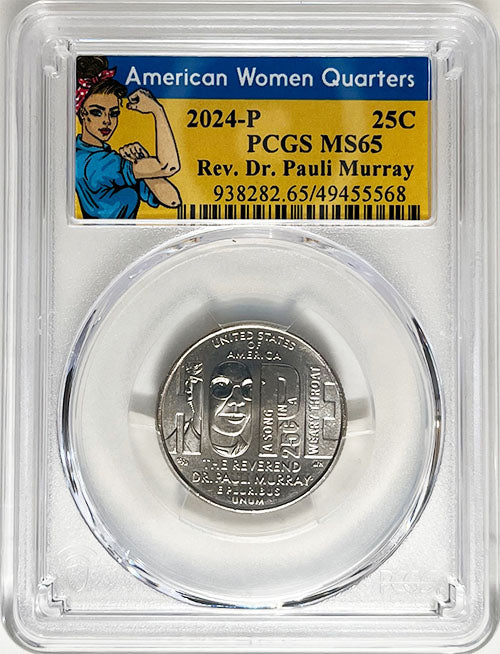 American Women Quarters
2024-P 25C
PCGS MS65
Rev. Dr. Pauli Murray
938282.65/49455568
UNITED STATES
OF
AMERICA
HOPE
A SONG
25¢ IN A
WEARY THROAT
THE REVEREND
DR. PAULI MURRAY
E PLURIBUS
UNUM